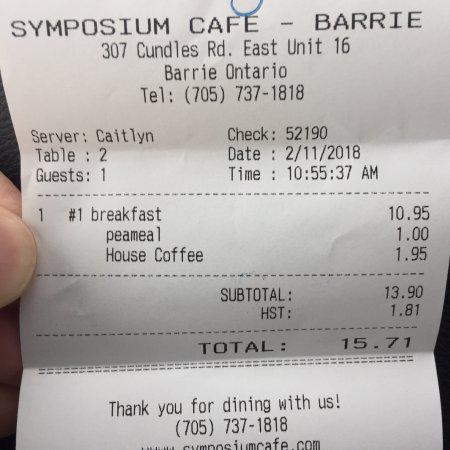 SYMPOSIUM CAFE - BARRIE
307 Cundles Rd. East Unit 16
Barrie Ontario
Tel: (705) 737-1818
Server: Caitlyn Check: 52190
Table : 2 Date : 2/11/2018
Guests: 1 Time : 10:55:37 AM
1 #1 breakfast 10.95
peameal 1.00
House Coffee 1.95
SUBTOTAL: 13.90
HST: 1.81
TOTAL: 15.71
Thank you for dining with us!
(705) 737-1818
www.symposiumcafe.com